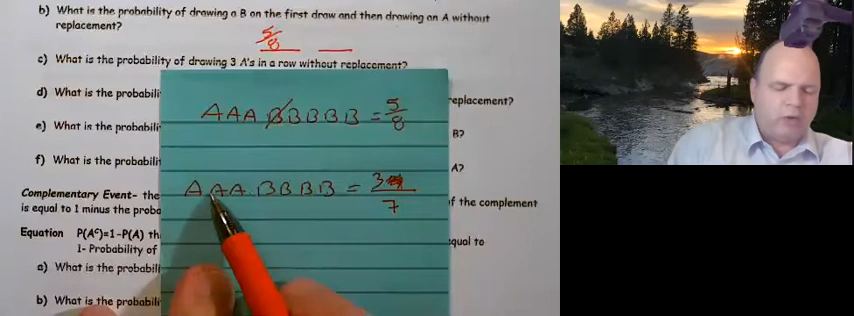 b) What is the probability of drawing a B on the first draw and then drawing an A without
replacement?
5/8
c) What is the probability of drawing 3 A's in a row without replacement?
d) What is the probabili
replacement?
AAA BBBBB = 5/8
e) What is the probabili
B?
f) What is the probabili
A?
AAA BBBB = 3/7
Complementary Event- the
f the complement
is equal to 1 minus the proba
Equation P(Aᶜ)=1-P(A) th
qual to
1- Probability of
a) What is the probabili
b) What is the probabili